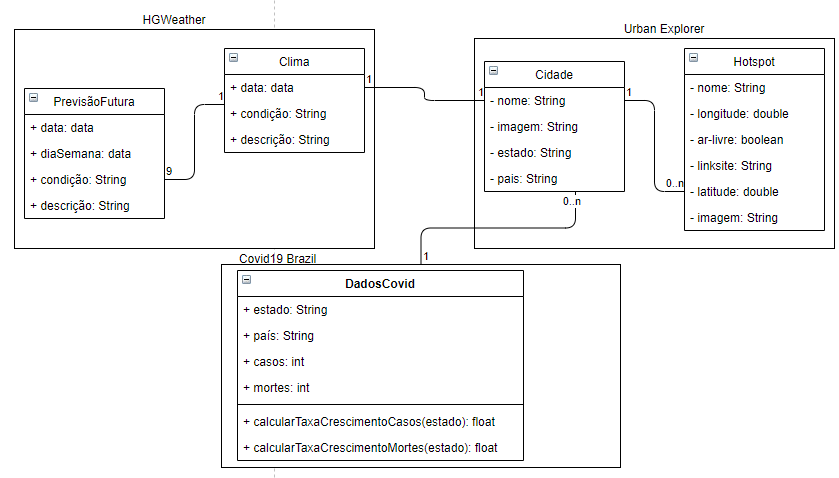 HGWeather
PrevisãoFutura
+ data: data
+ diaSemana: data
+ condição: String
+ descrição: String
9
1
Clima
+ data: data
+ condição: String
+ descrição: String
1
1
Urban Explorer
Cidade
- nome: String
- imagem: String
- estado: String
- pais: String
1
0..n
0..n
1
Hotspot
- nome: String
- longitude: double
- ar-livre: boolean
- linksite: String
- latitude: double
- imagem: String
Covid19 Brazil
DadosCovid
+ estado: String
+ país: String
+ casos: int
+ mortes: int
+ calcularTaxaCrescimentoCasos(estado): float
+ calcularTaxaCrescimentoMortes(estado): float